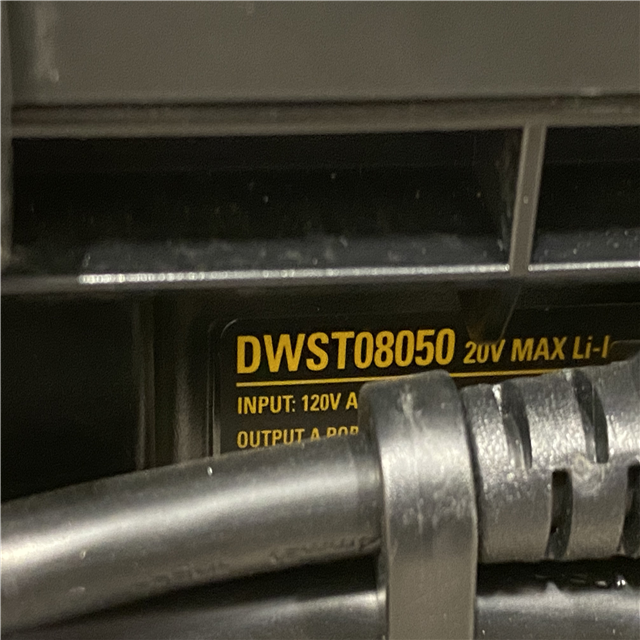 DWST08050 20V MAX Li-I
INPUT: 120V A
OUTPUT A POR